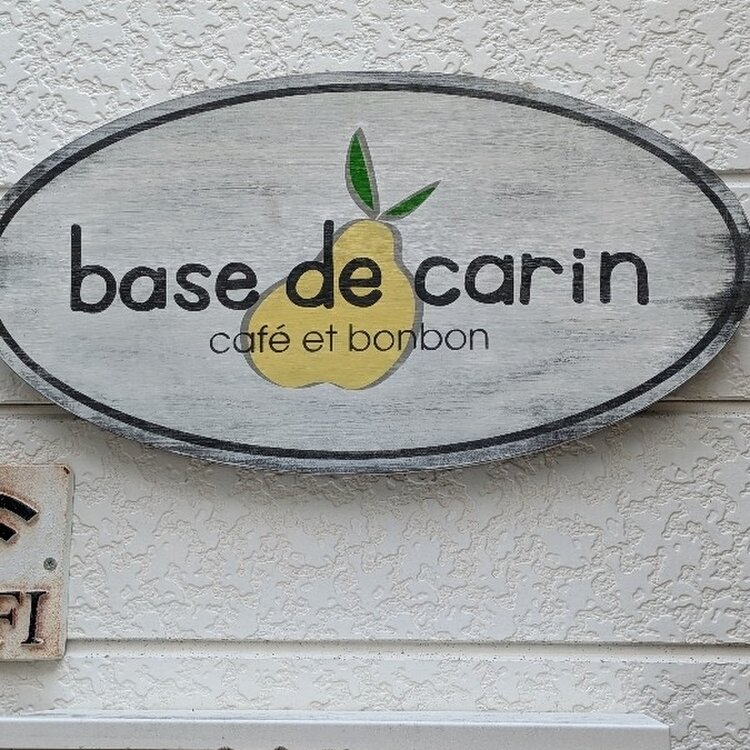 base de carin
café et bonbon
FI